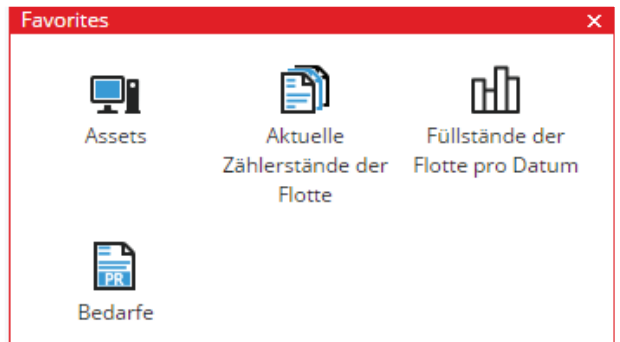 Favorites
Assets
Aktuelle
Zählerstände der
Flotte
Füllstände der
Flotte pro Datum
PR
Bedarfe